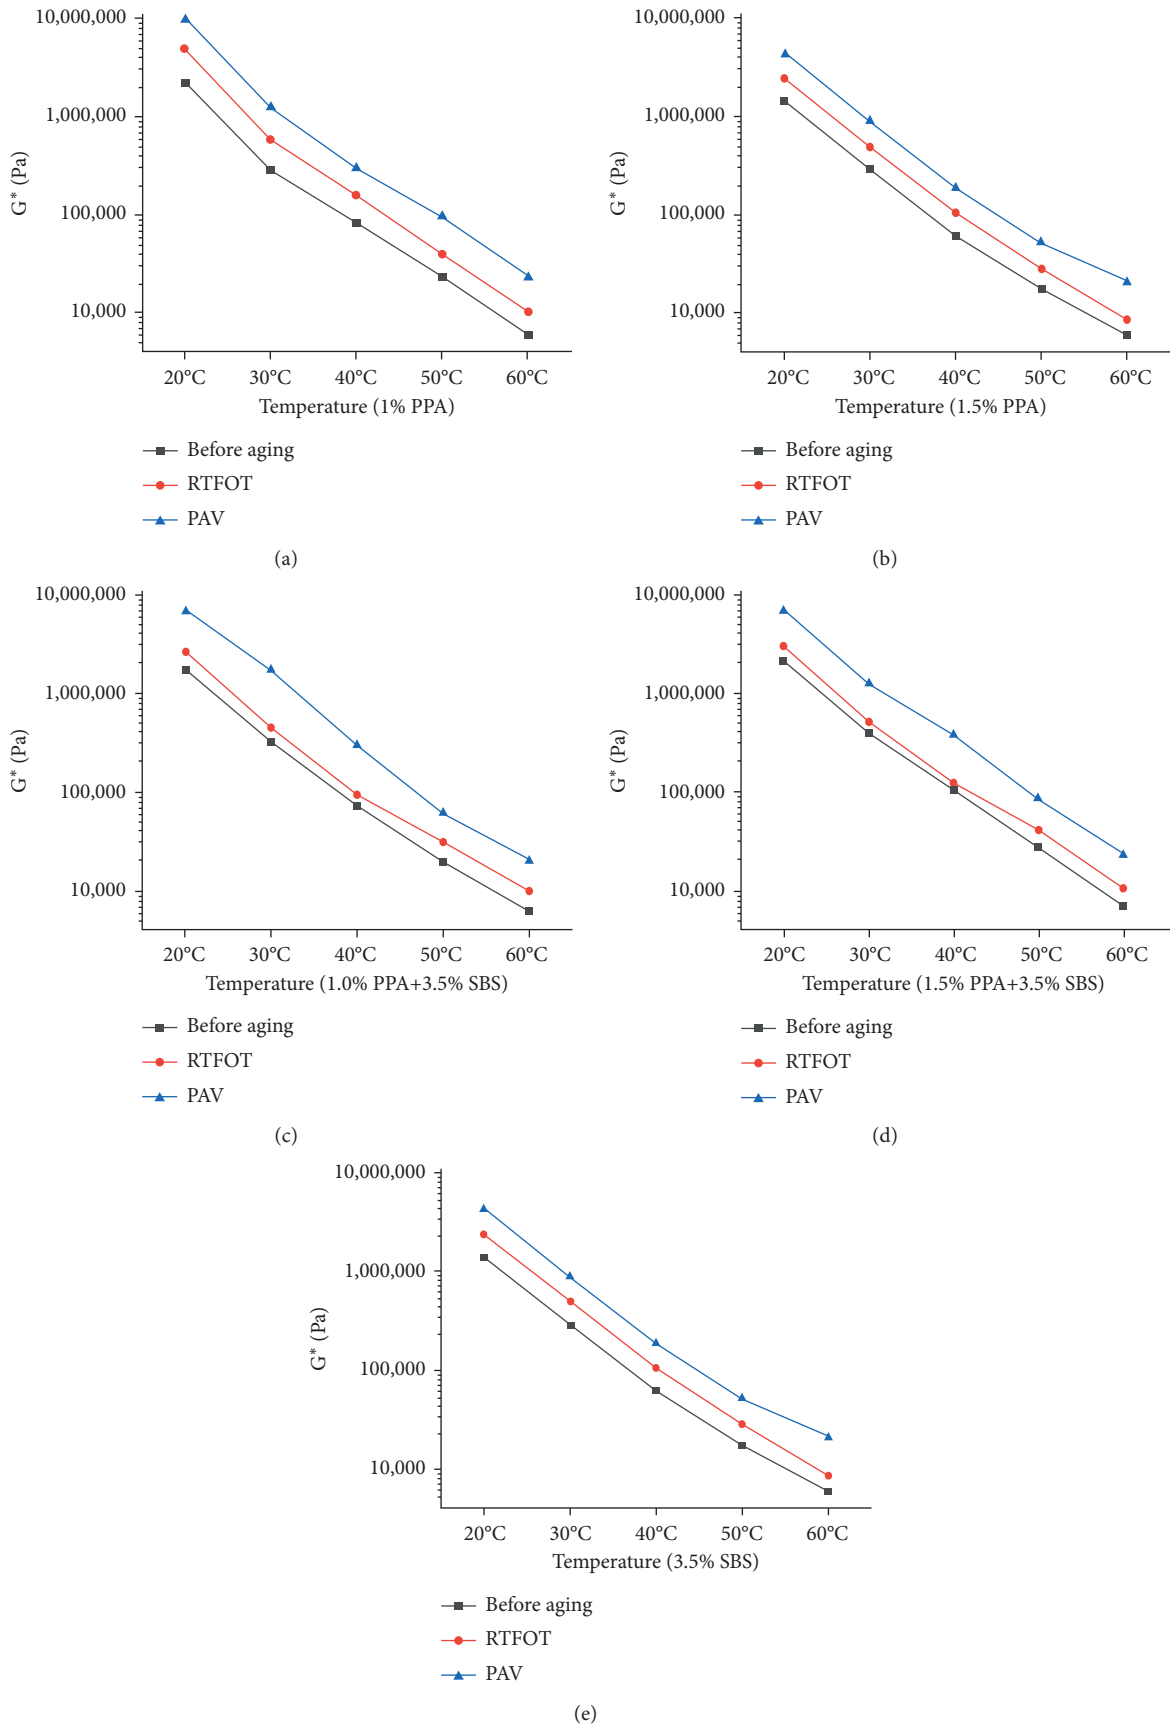 10,000,000
1,000,000
100,000
10,000
G* (Pa)
20°C 30°C 40°C 50°C 60°C
Temperature (1% PPA)
Before aging
RTFOT
PAV
(a)
10,000,000
1,000,000
100,000
10,000
G* (Pa)
20°C 30°C 40°C 50°C 60°C
Temperature (1.5% PPA)
Before aging
RTFOT
PAV
(b)
10,000,000
1,000,000
100,000
10,000
G* (Pa)
20°C 30°C 40°C 50°C 60°C
Temperature (1.0% PPA+3.5% SBS)
Before aging
RTFOT
PAV
(c)
10,000,000
1,000,000
100,000
10,000
G* (Pa)
20°C 30°C 40°C 50°C 60°C
Temperature (1.5% PPA+3.5% SBS)
Before aging
RTFOT
PAV
(d)
10,000,000
1,000,000
100,000
10,000
G* (Pa)
20°C 30°C 40°C 50°C 60°C
Temperature (3.5% SBS)
Before aging
RTFOT
PAV
(e)